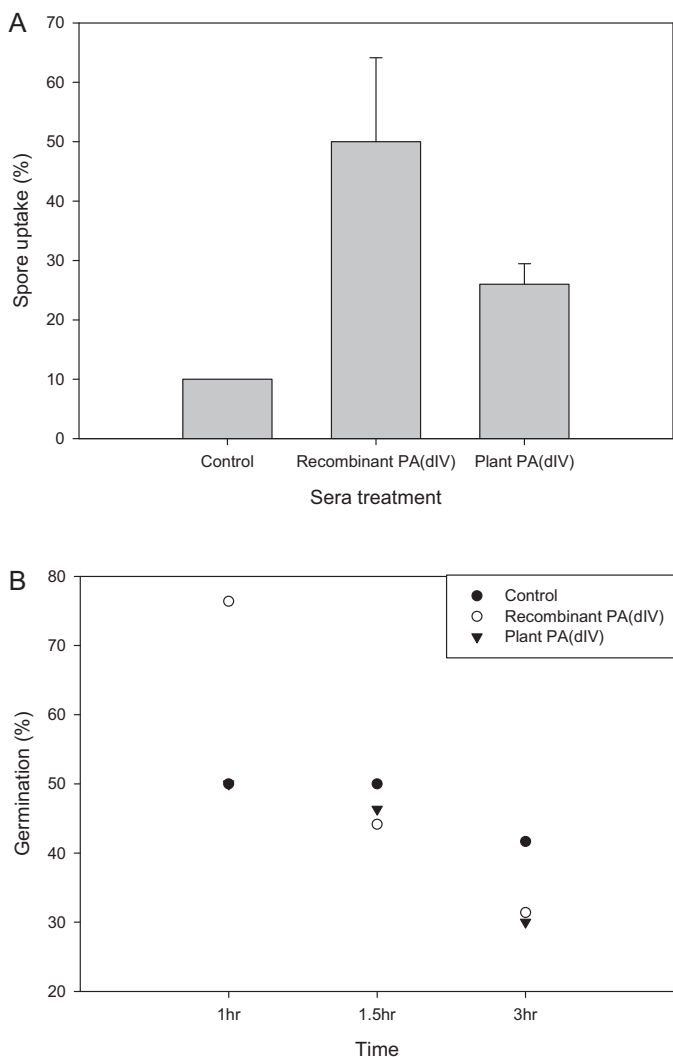 A
70
60
50
40
30
20
10
0
Spore uptake (%)
Control Recombinant PA(dIV) Plant PA(dIV)
Sera treatment
B
80
70
60
50
40
30
20
Germination (%)
Control
Recombinant PA(dIV)
Plant PA(dIV)
1hr 1.5hr 3hr
Time